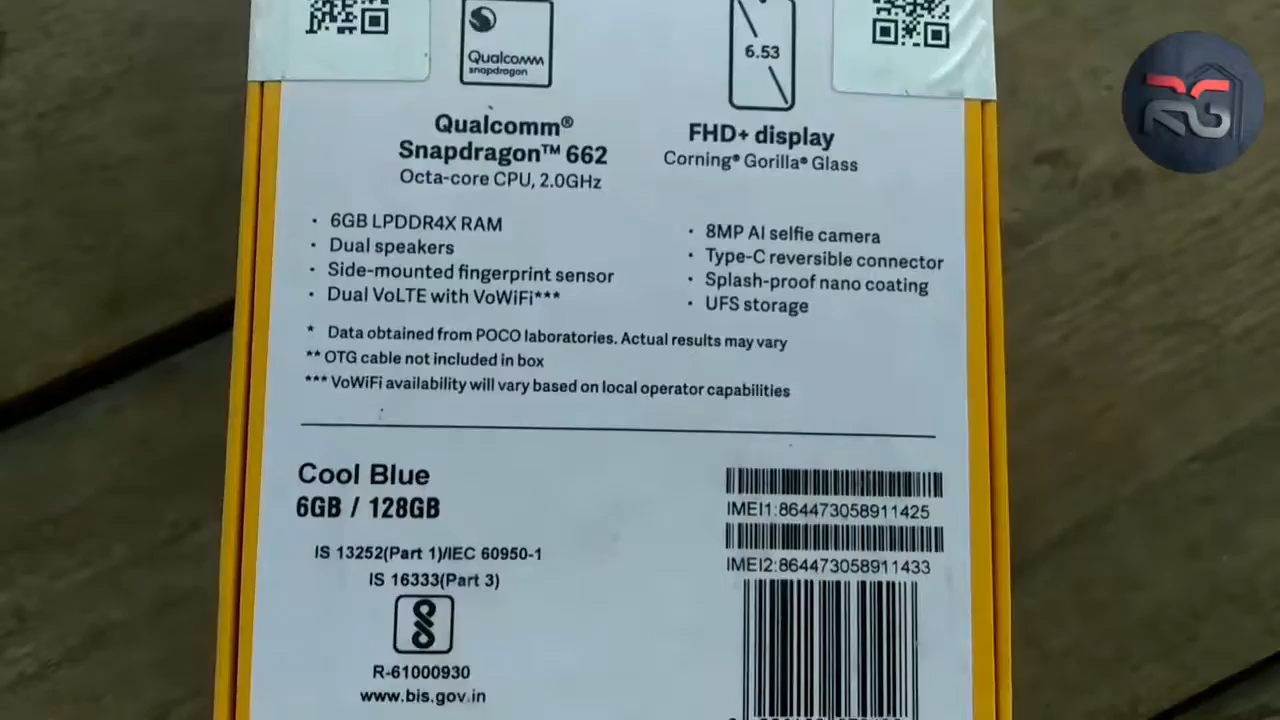 Qualcomm
snapdragon
6.53
Qualcomm®
Snapdragon™ 662
Octa-core CPU, 2.0GHz
FHD+ display
Corning® Gorilla® Glass
· 6GB LPDDR4X RAM
· Dual speakers
· Side-mounted fingerprint sensor
· Dual VoLTE with VoWiFi***
· 8MP AI selfie camera
· Type-C reversible connector
· Splash-proof nano coating
· UFS storage
* Data obtained from POCO laboratories. Actual results may vary
** OTG cable not included in box
*** VoWiFi availability will vary based on local operator capabilities
Cool Blue
6GB / 128GB
IS 13252(Part 1)/IEC 60950-1
IS 16333(Part 3)
R-61000930
www.bis.gov.in
IMEI1:864473058911425
IMEI2:864473058911433